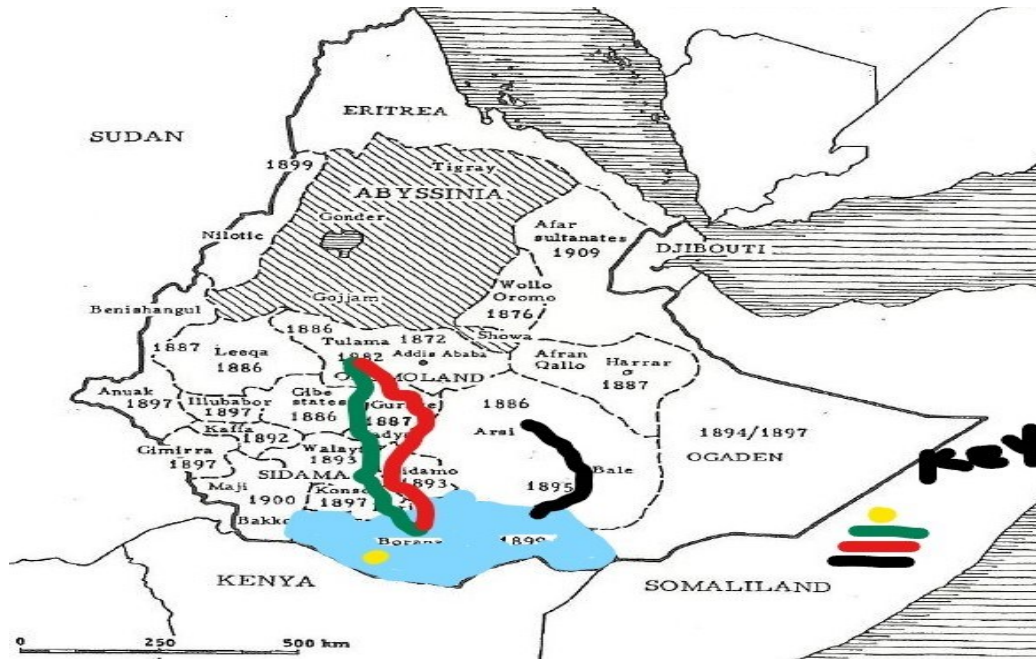 ERITREA
SUDAN
1899
Tigray
ABYSSINIA
Gonder
Nilotic
Afar
sultanates
1909
DJIBOUTI
Wollo
Oromo
1876
Benishangul
Gojjam
Showa
1886
1872
Tulama
1887
Leeqa
1886
Addis Ababa
Afran
Qallo
Harrar
1887
Anuak
1897
Illubabor
1897
Gibe
states
1886
1887
1886
Arsi
1894/1897
OGADEN
KEY
Kaffa
1892
Gimirra
1897
1893
SIDAMA
1893
Bale
1895
Maji
1900
1897
KENYA
SOMALILAND
0 250 500 km